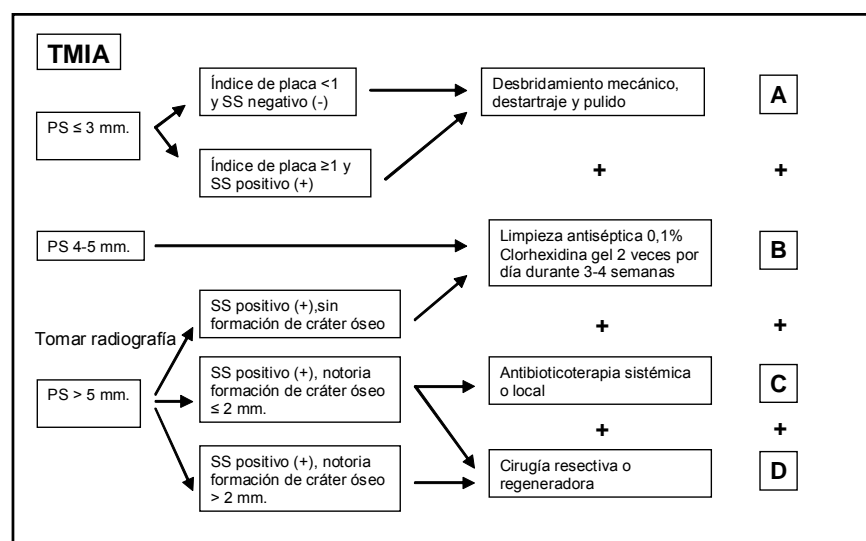 TMIA
PS ≤ 3 mm.
Índice de placa <1
y SS negativo (-)
Índice de placa ≥1 y
SS positivo (+)
Desbridamiento mecánico,
destartraje y pulido
A
+
+
PS 4-5 mm.
Limpieza antiséptica 0,1%
Clorhexidina gel 2 veces por
día durante 3-4 semanas
B
+
+
Tomar radiografía
PS > 5 mm.
SS positivo (+),sin
formación de cráter óseo
SS positivo (+), notoria
formación de cráter óseo
≤ 2 mm.
SS positivo (+), notoria
formación de cráter óseo
> 2 mm.
Antibioticoterapia sistémica
o local
C
+
+
Cirugía resectiva o
regeneradora
D